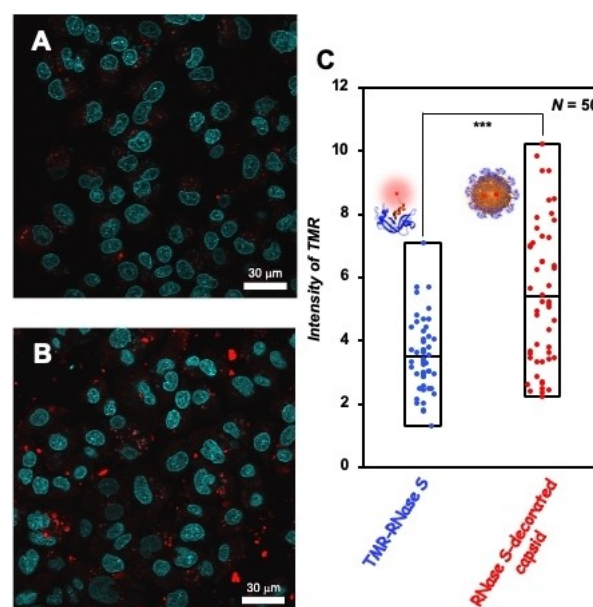 A
30 µm
B
30 µm
C
12
10
8
6
4
2
0
Intensity of TMR
N = 50
***
TMR-RNase S
RNase S-decorated
capsid